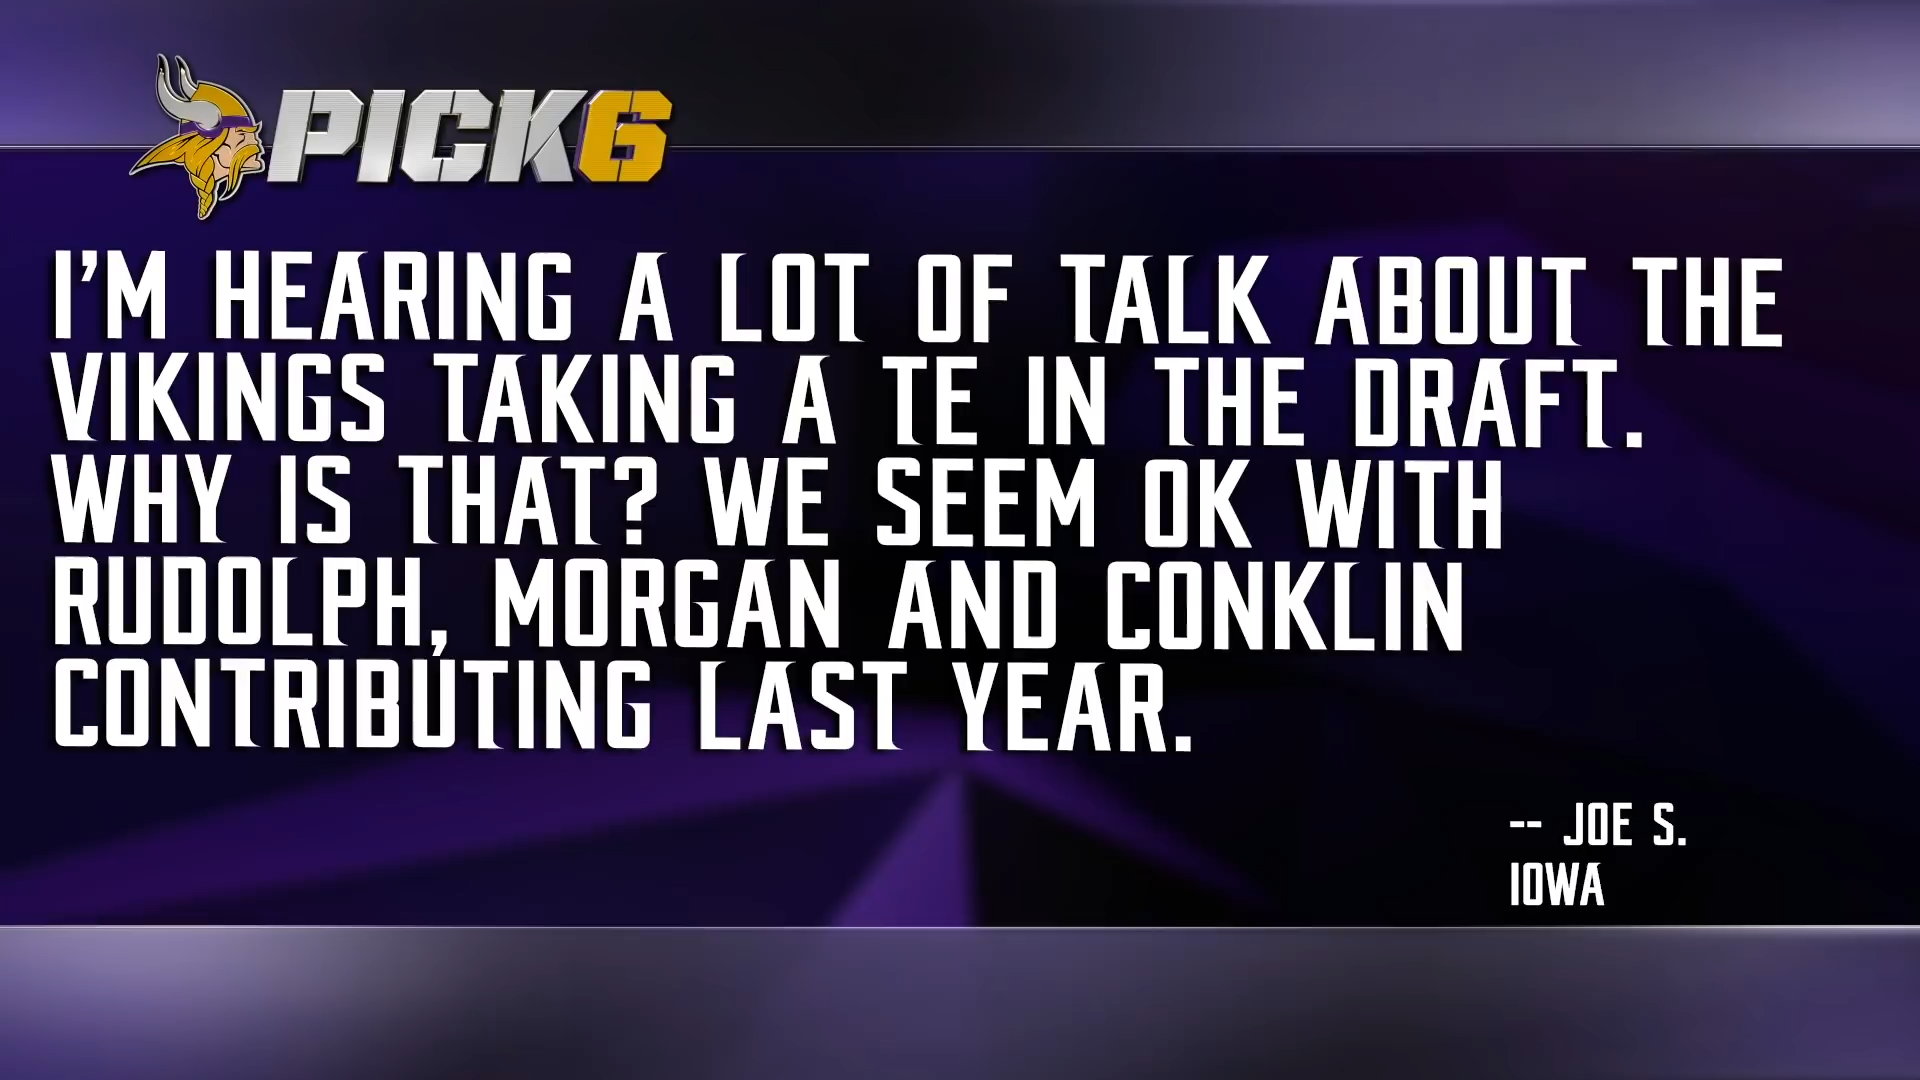 PICK6
I'M HEARING A LOT OF TALK ABOUT THE
VIKINGS TAKING A TE IN THE DRAFT.
WHY IS THAT? WE SEEM OK WITH
RUDOLPH, MORGAN AND CONKLIN
CONTRIBUTING LAST YEAR.
-- JOE S.
IOWA